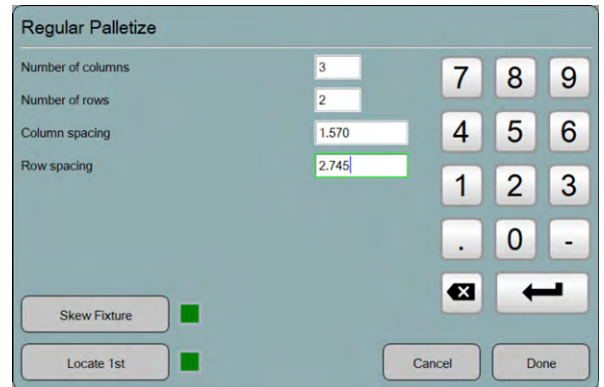 Regular Palletize
Number of columns 3
Number of rows 2
Column spacing 1.570
Row spacing 2.745
7 8 9
4 5 6
1 2 3
. 0 -
Skew Fixture
Locate 1st
Cancel Done